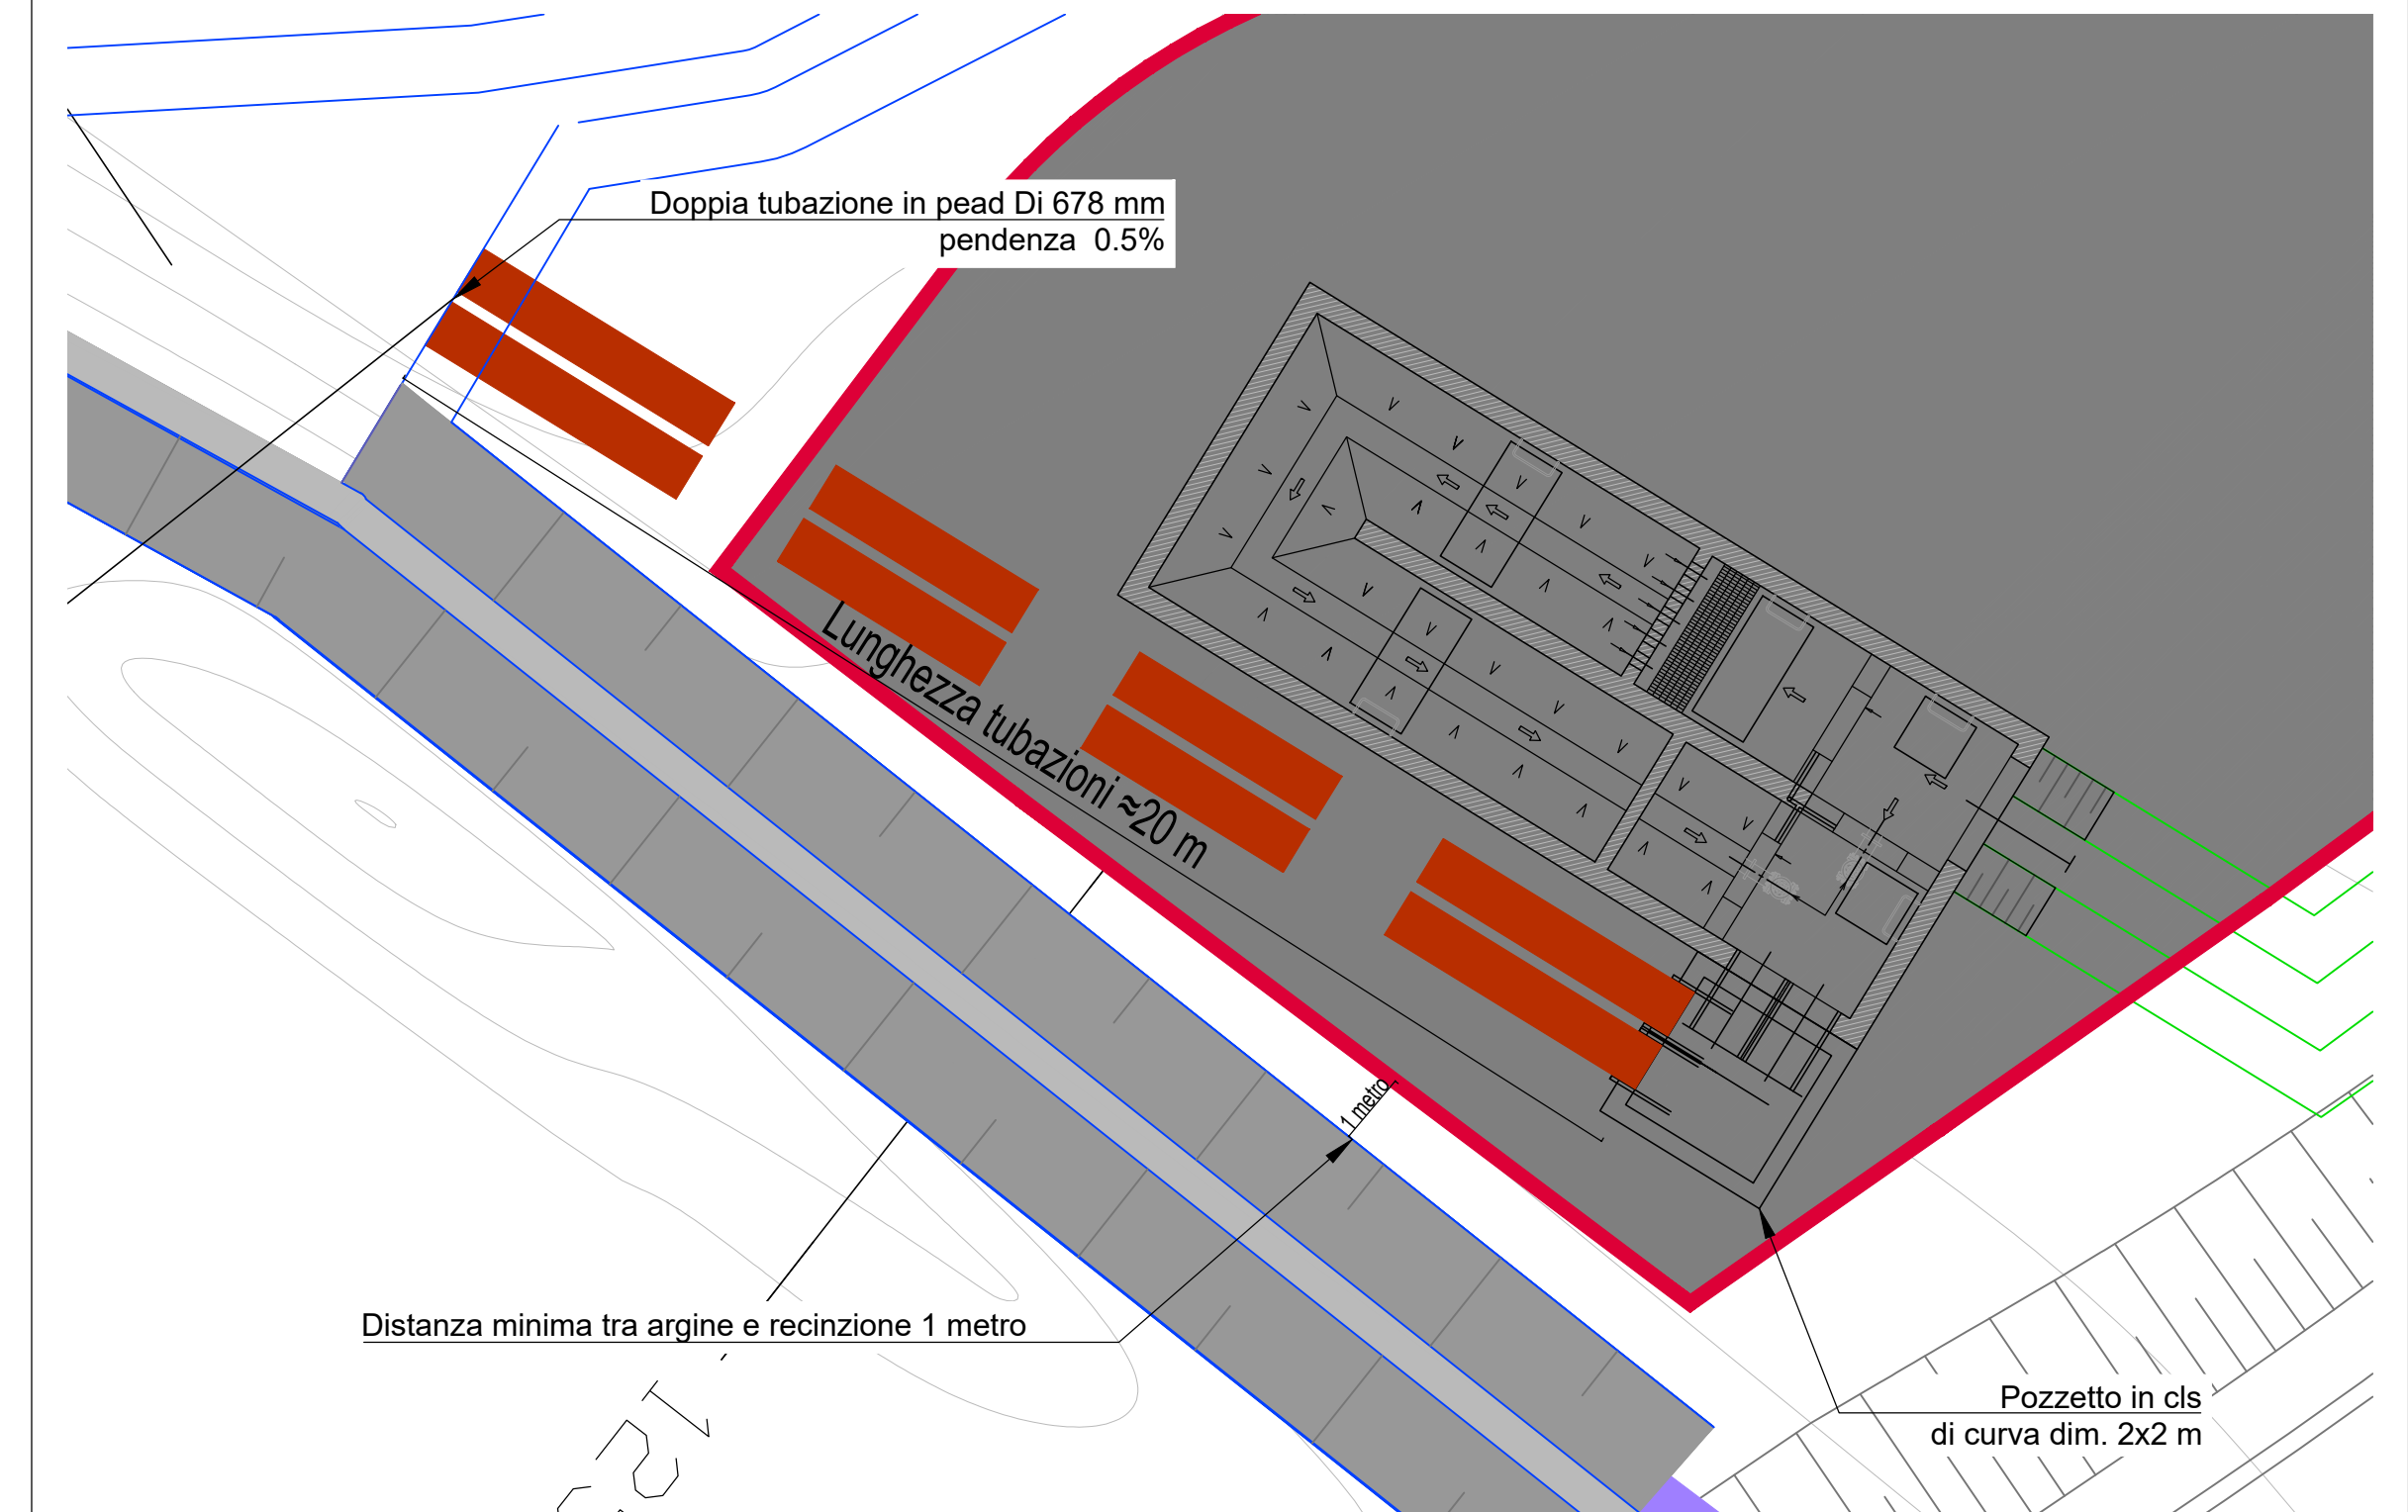 Doppia tubazione in pead Di 678 mm
pendenza 0.5%
Lunghezza tubazioni ≈20 m
1 metro
Distanza minima tra argine e recinzione 1 metro
Pozzetto in cls
di curva dim. 2x2 m